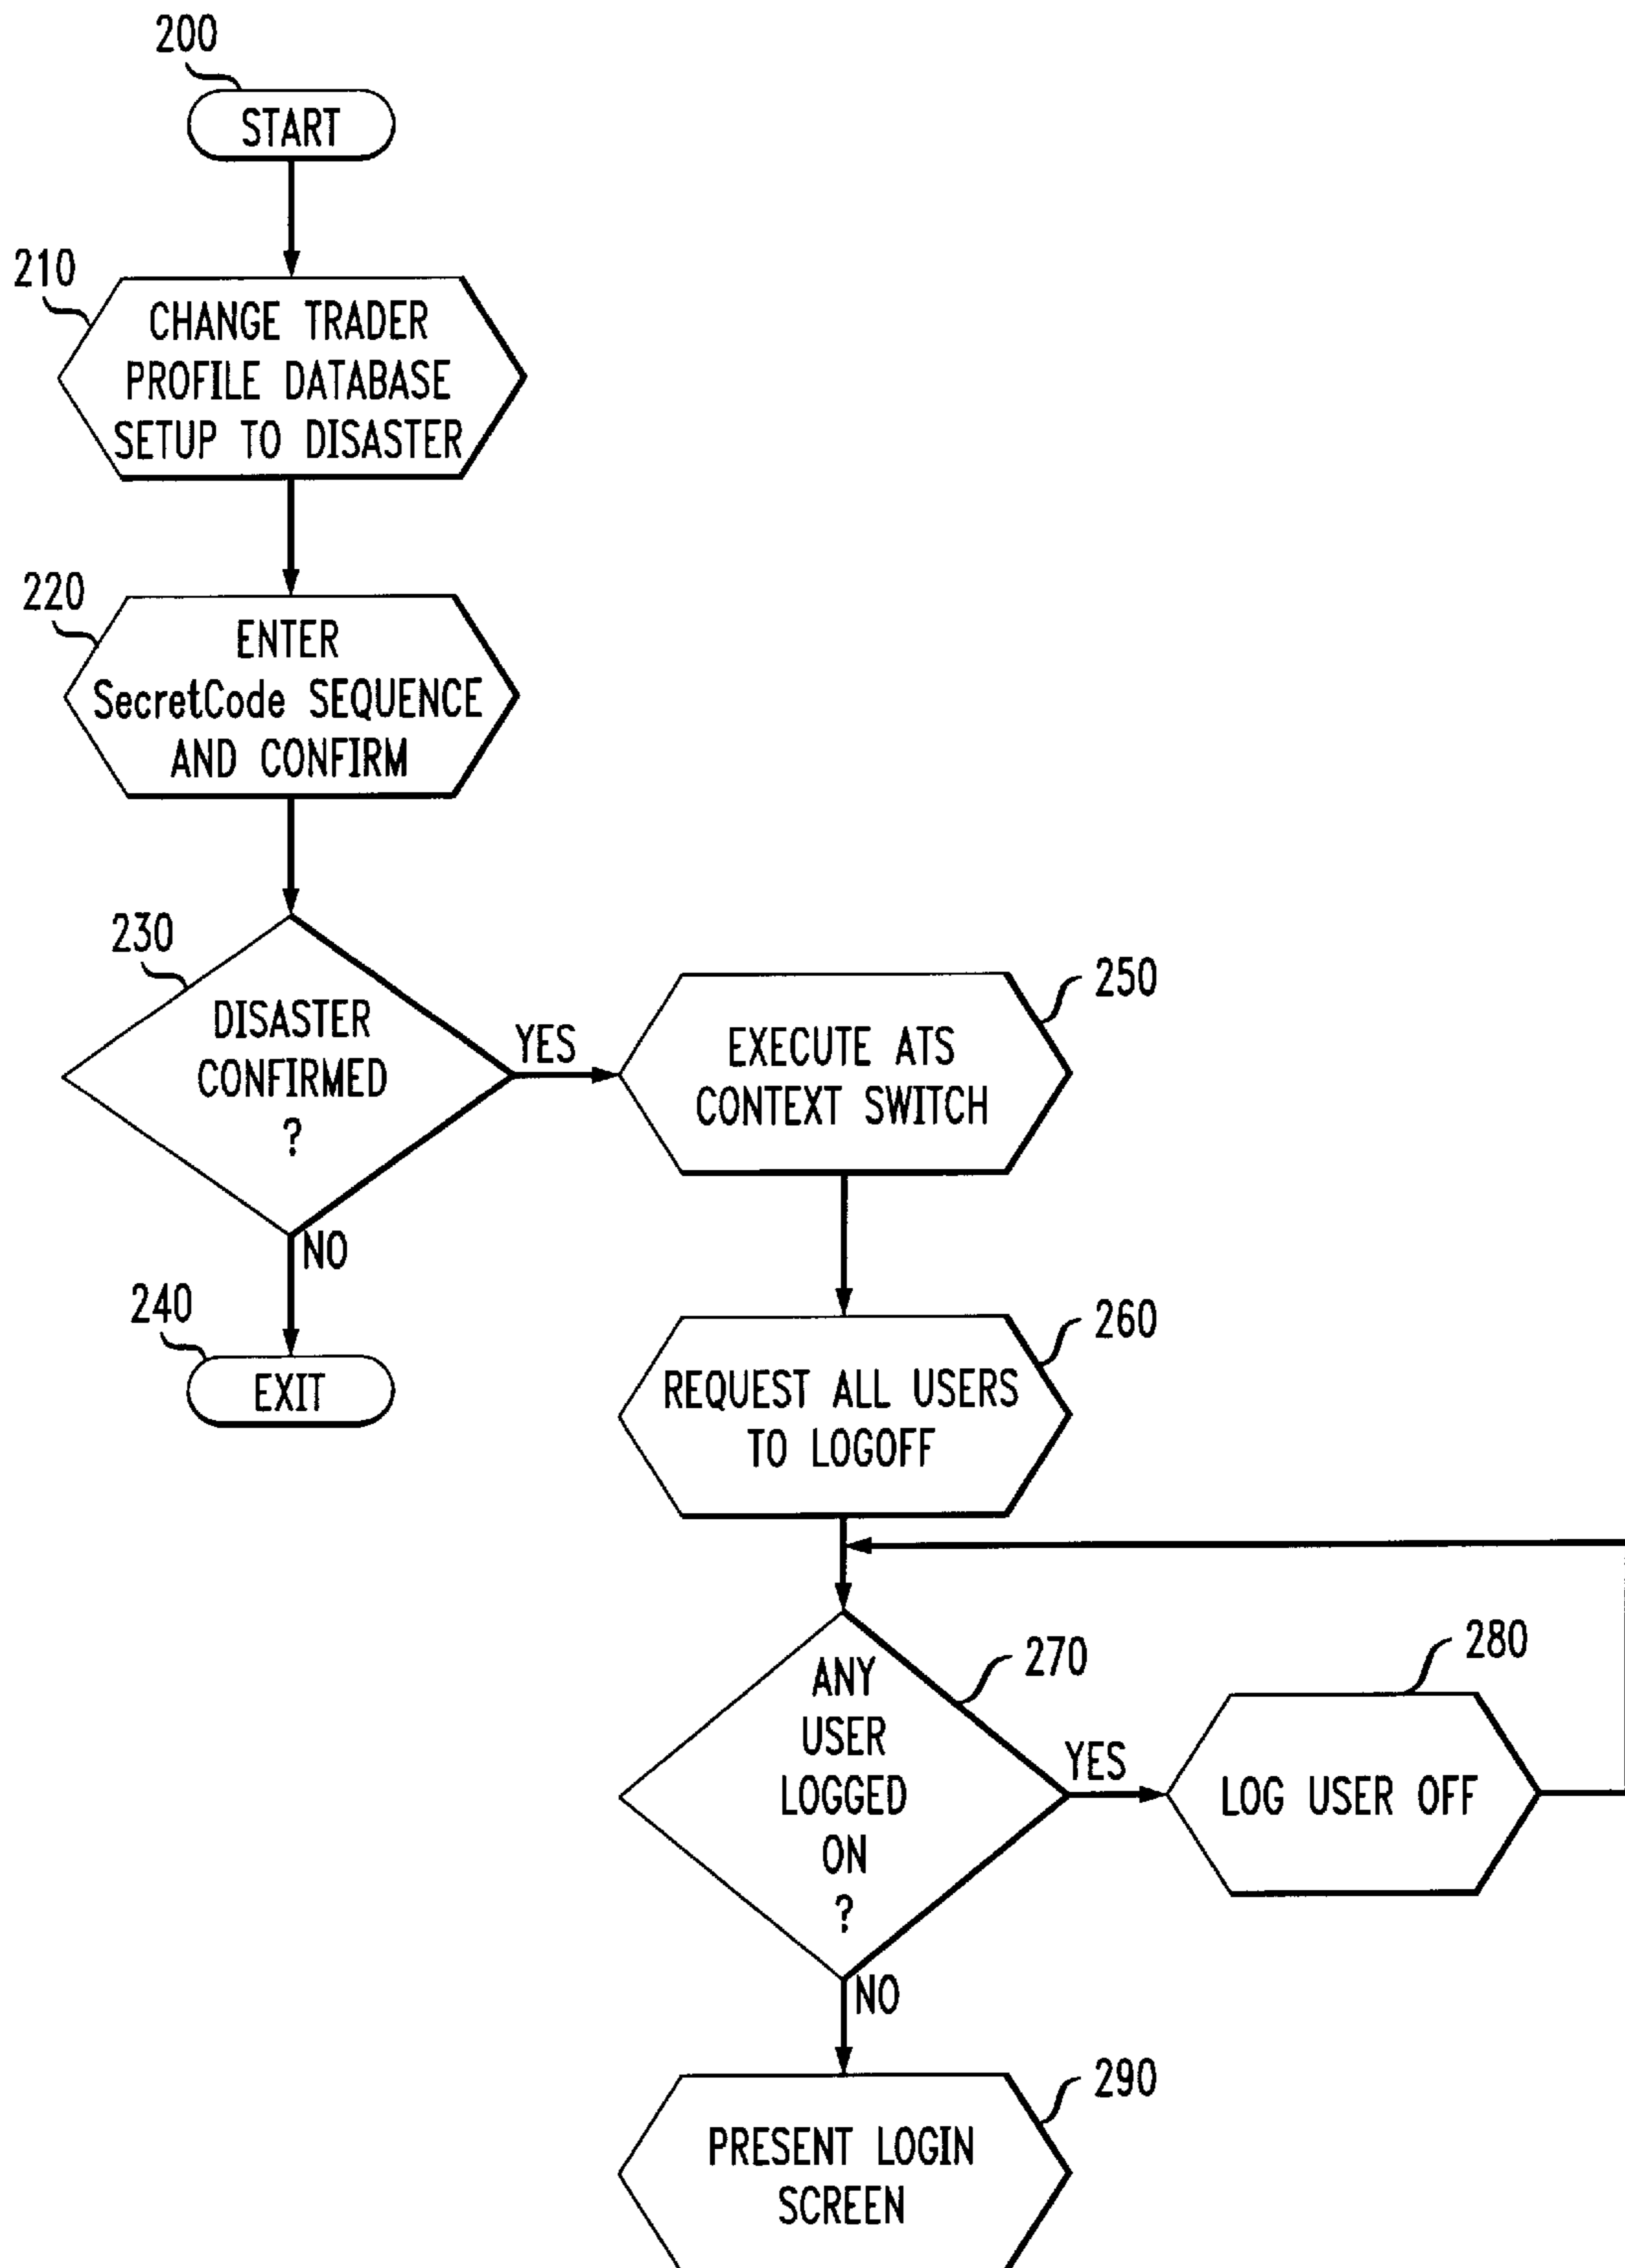 200
START
210
CHANGE TRADER
PROFILE DATABASE
SETUP TO DISASTER
220
ENTER
SecretCode SEQUENCE
AND CONFIRM
230
DISASTER
CONFIRMED
?
YES
NO
240
EXIT
250
EXECUTE ATS
CONTEXT SWITCH
260
REQUEST ALL USERS
TO LOGOFF
270
ANY
USER
LOGGED
ON
?
YES
280
LOG USER OFF
NO
290
PRESENT LOGIN
SCREEN